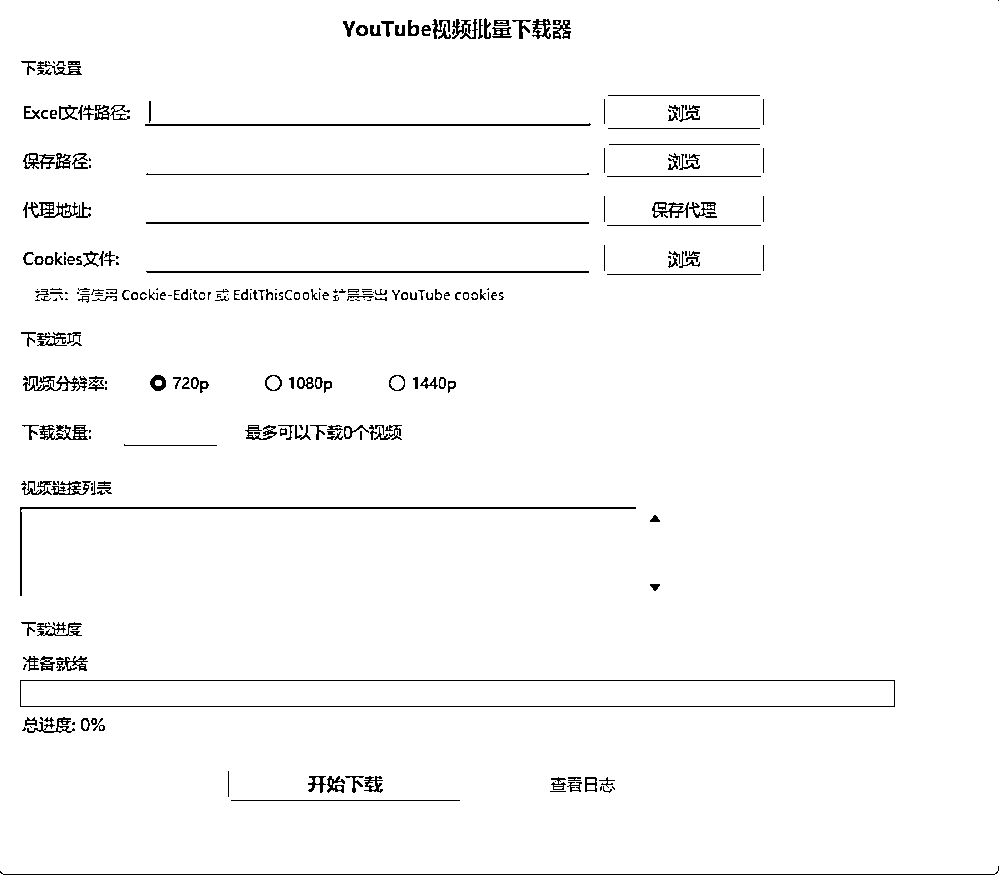 YouTube视频批量下载器
下载设置
Excel文件路径: 浏览
保存路径: 浏览
代理地址: 保存代理
Cookies文件: 浏览
提示: 请使用 Cookie-Editor 或 EditThisCookie 扩展导出 YouTube cookies
下载选项
视频分辨率: 720p 1080p 1440p
下载数量: 最多可以下载0个视频
视频链接列表
下载进度
准备就绪
总进度: 0%
开始下载 查看日志